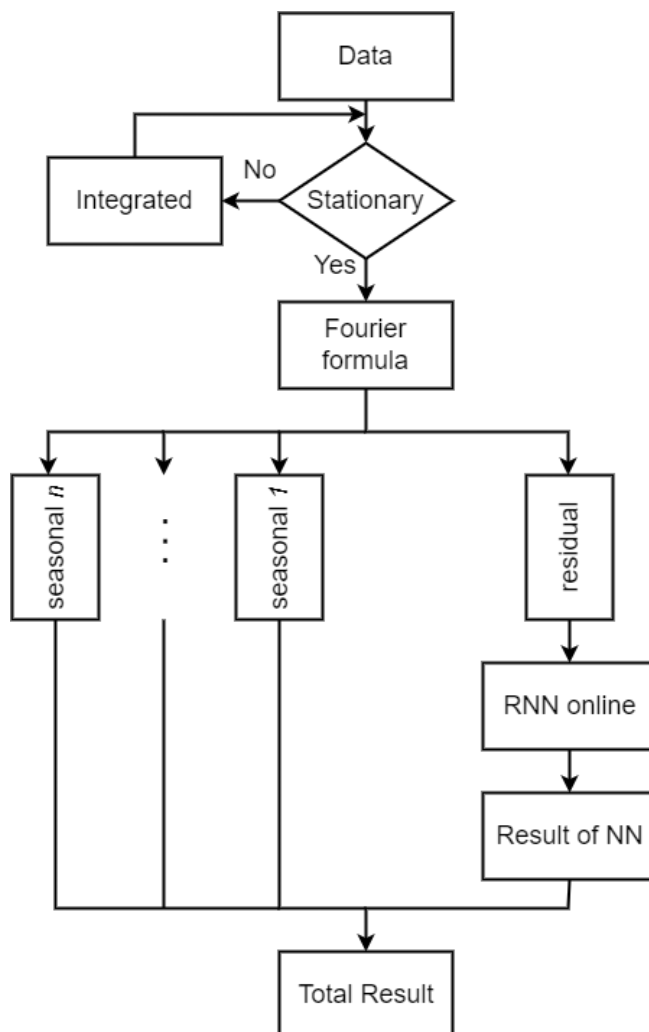 Data
No
Integrated
Stationary
Yes
Fourier
formula
seasonal n
...
seasonal 1
residual
RNN online
Result of NN
Total Result